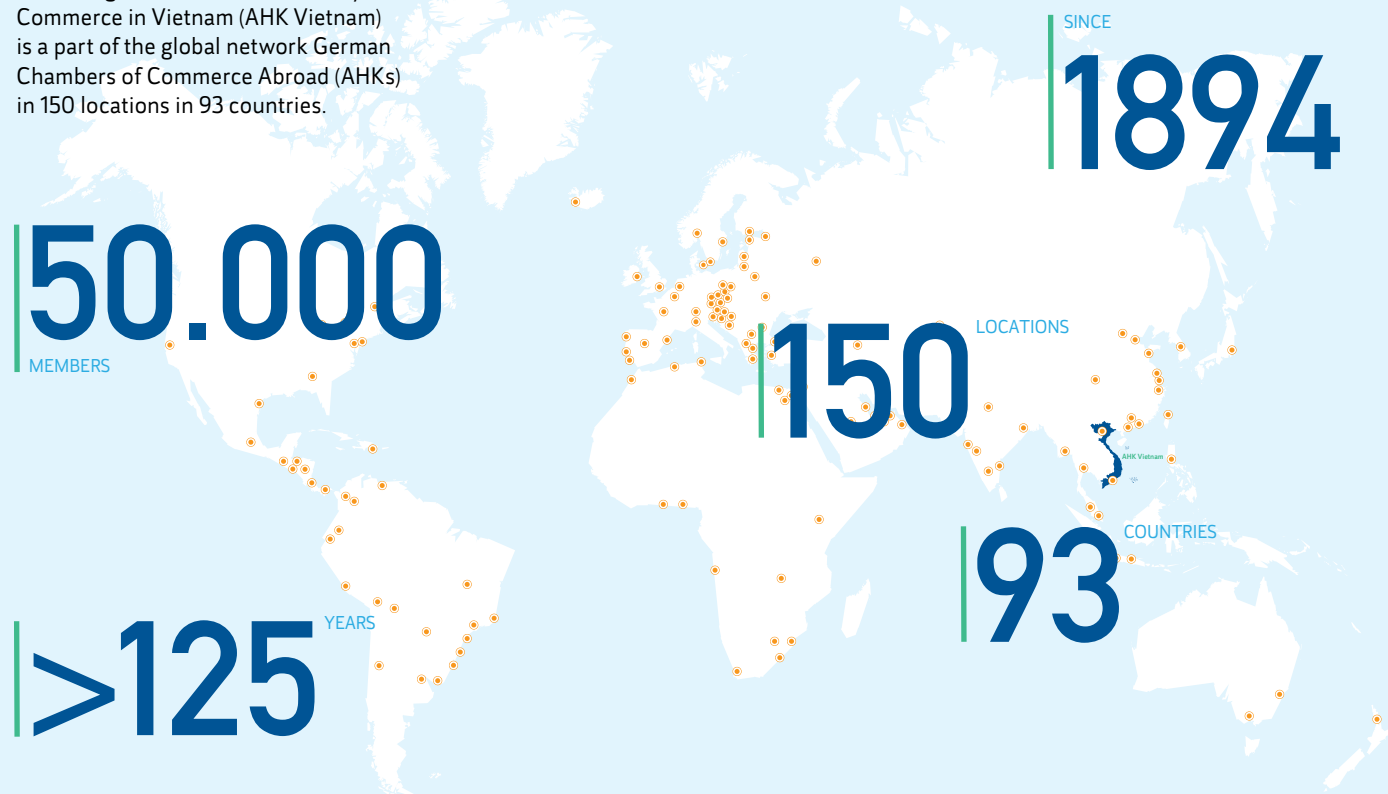 Commerce in Vietnam (AHK Vietnam)
is a part of the global network German
Chambers of Commerce Abroad (AHKs)
in 150 locations in 93 countries.
SINCE
1894
50.000
MEMBERS
150
LOCATIONS
AHK Vietnam
93
COUNTRIES
>125
YEARS